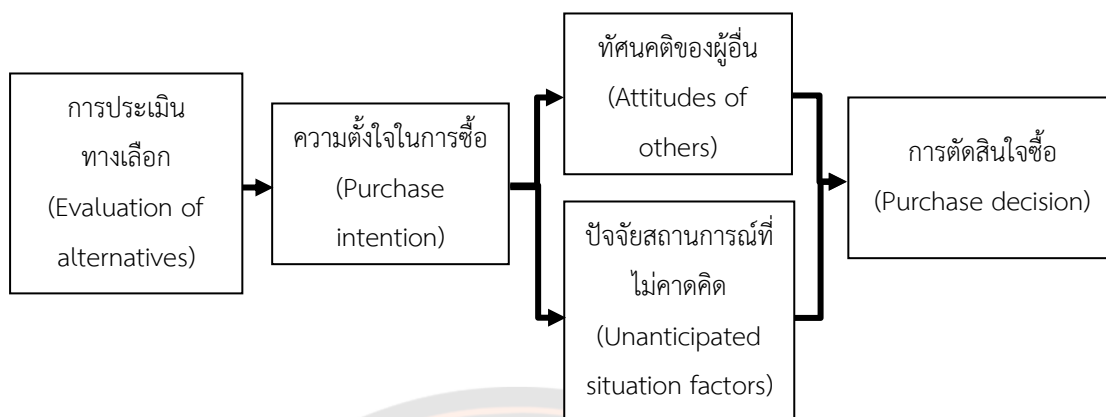 การประเมิน
ทางเลือก
(Evaluation of
alternatives)
ความตั้งใจในการซื้อ
(Purchase
intention)
ทัศนคติของผู้อื่น
(Attitudes of
others)
ปัจจัยสถานการณ์ที่
ไม่คาดคิด
(Unanticipated
situation factors)
การตัดสินใจซื้อ
(Purchase decision)